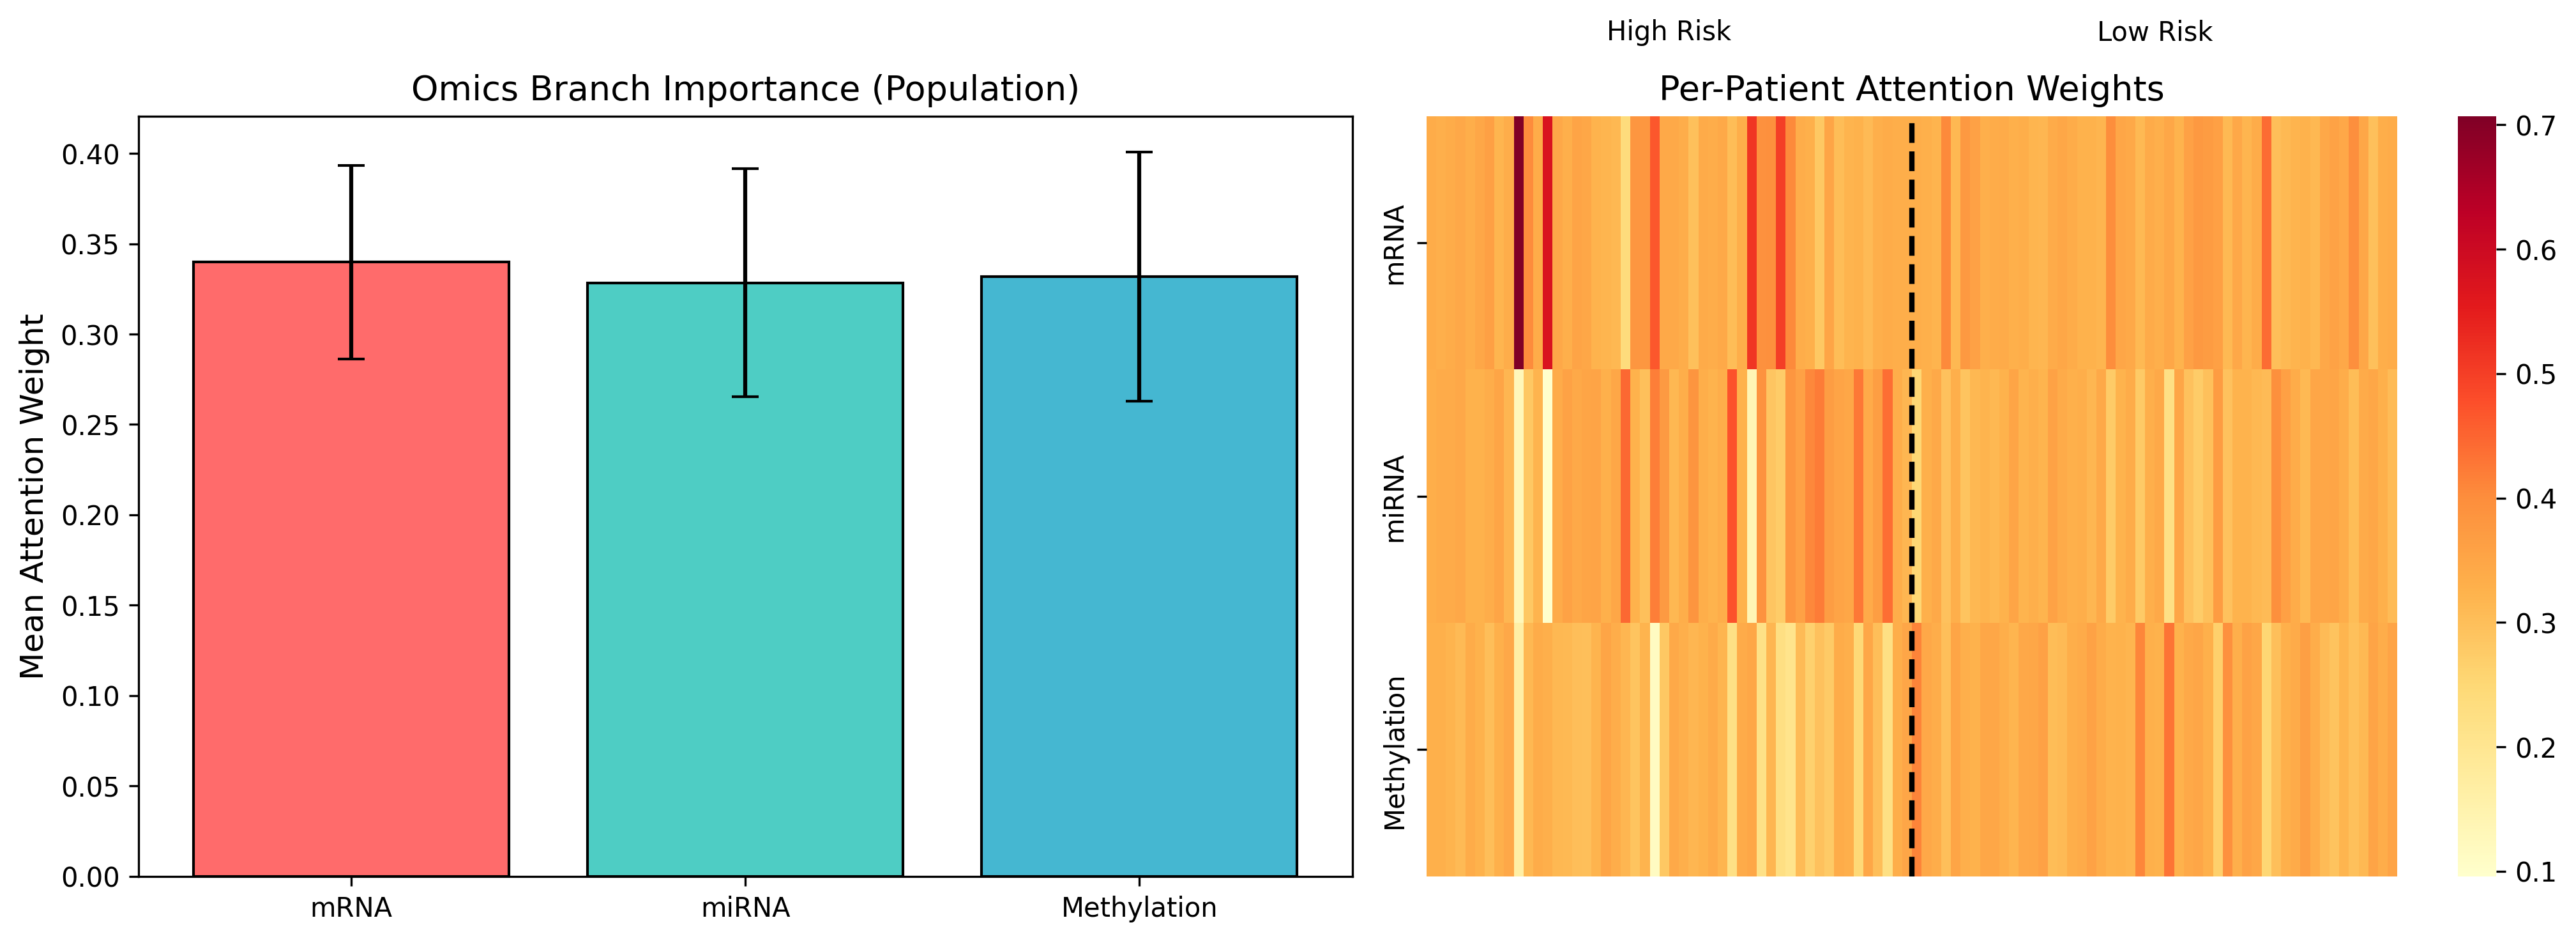 High Risk
Low Risk
Omics Branch Importance (Population)
Per-Patient Attention Weights
Mean Attention Weight
0.40
0.35
0.30
0.25
0.20
0.15
0.10
0.05
0.00
mRNA
miRNA
Methylation
mRNA
miRNA
Methylation
0.7
0.6
0.5
0.4
0.3
0.2
0.1